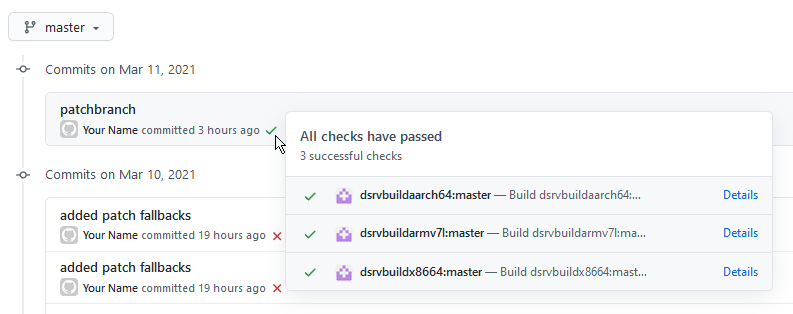 master
Commits on Mar 11, 2021
patchbranch
Your Name committed 3 hours ago
All checks have passed
3 successful checks
dsrvbuildaarch64:master — Build dsrvbuildaarch64:... Details
dsrvbuildarmv7l:master — Build dsrvbuildarmv7l:ma... Details
dsrvbuildx8664:master — Build dsrvbuildx8664:mast... Details
Commits on Mar 10, 2021
added patch fallbacks
Your Name committed 19 hours ago
added patch fallbacks
Your Name committed 19 hours ago